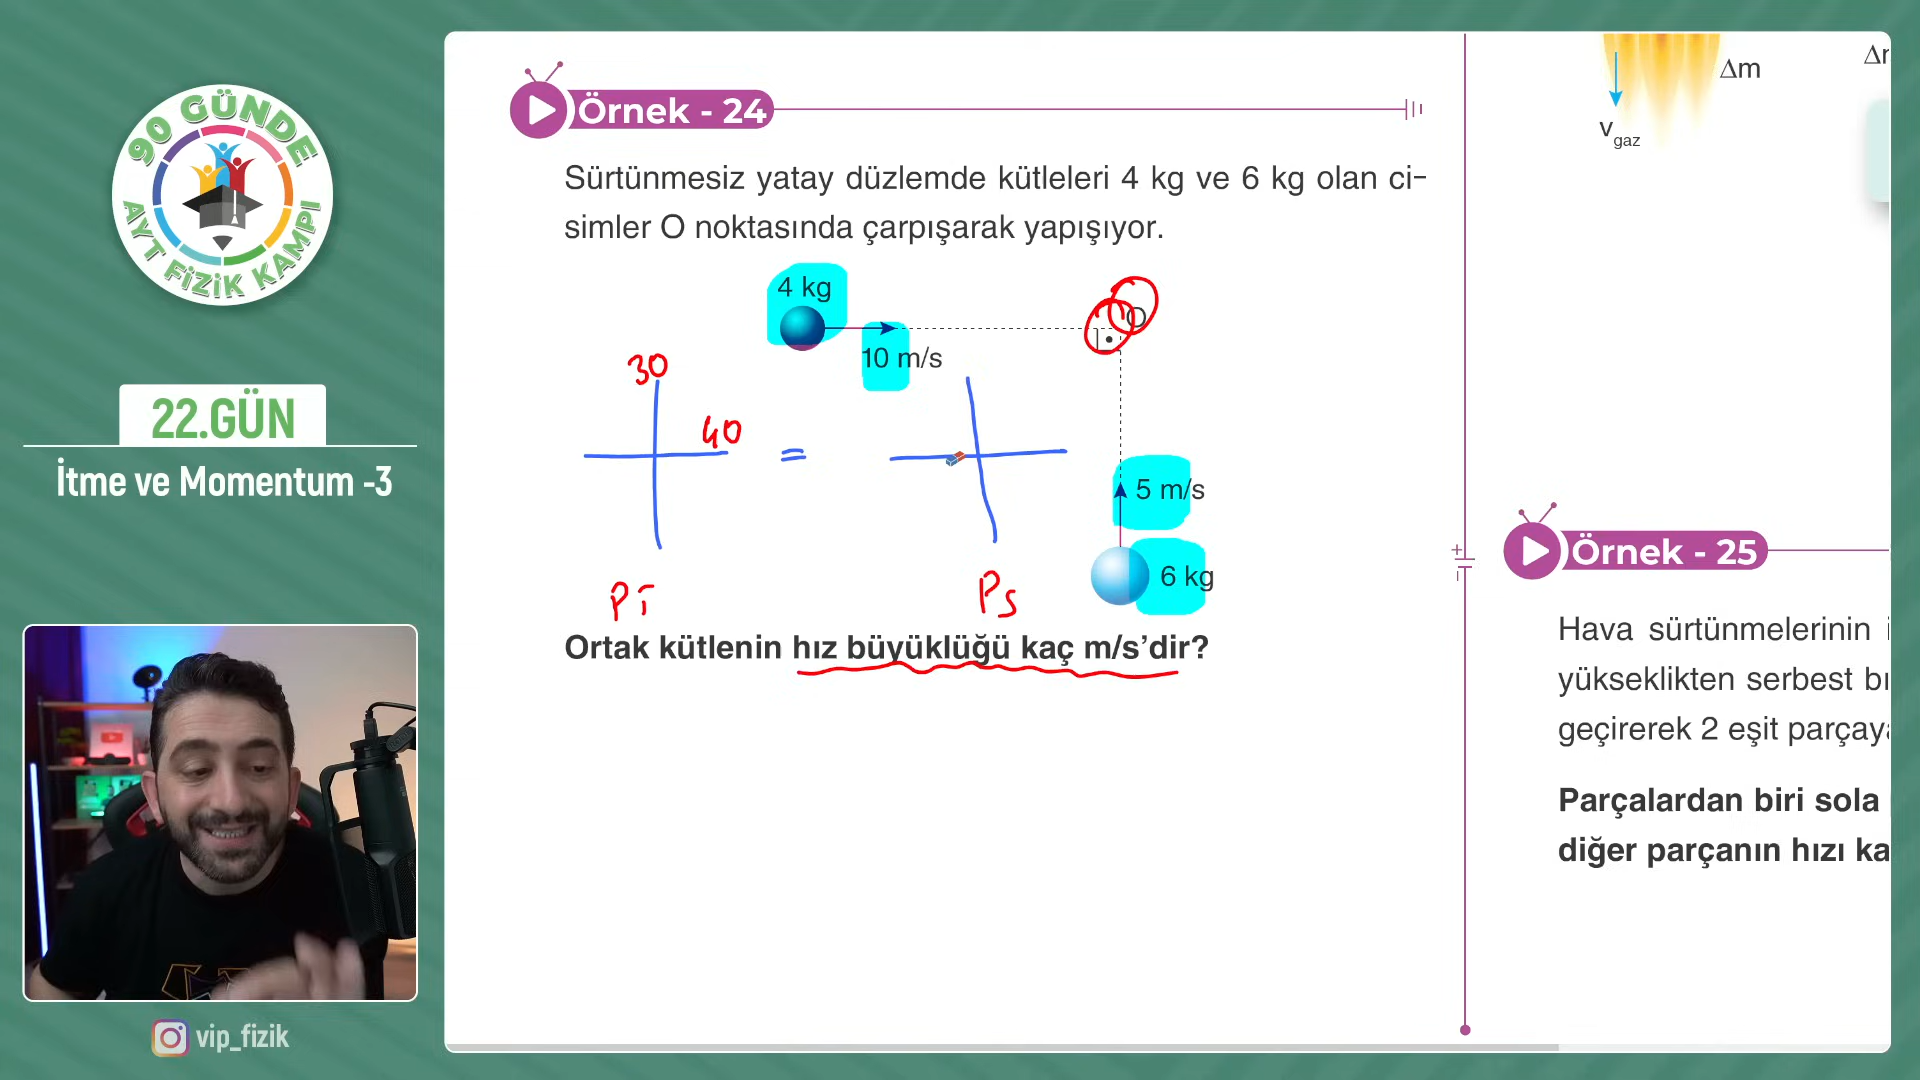 90 GÜNDE
AYT FİZİK KAMPI
22.GÜN
İtme ve Momentum -3
vip_fizik
Örnek - 24
Sürtünmesiz yatay düzlemde kütleleri 4 kg ve 6 kg olan ci-
simler O noktasında çarpışarak yapışıyor.
4 kg
O
10 m/s
30
40
=
5 m/s
6 kg
Pi
Ps
Ortak kütlenin hız büyüklüğü kaç m/s'dir?
Δm
v gaz
+
-
Örnek - 25
Hava sürtünmelerinin
yükseklikten serbest
geçirerek 2 eşit
Parçalardan biri sola
diğer parçanın hızı